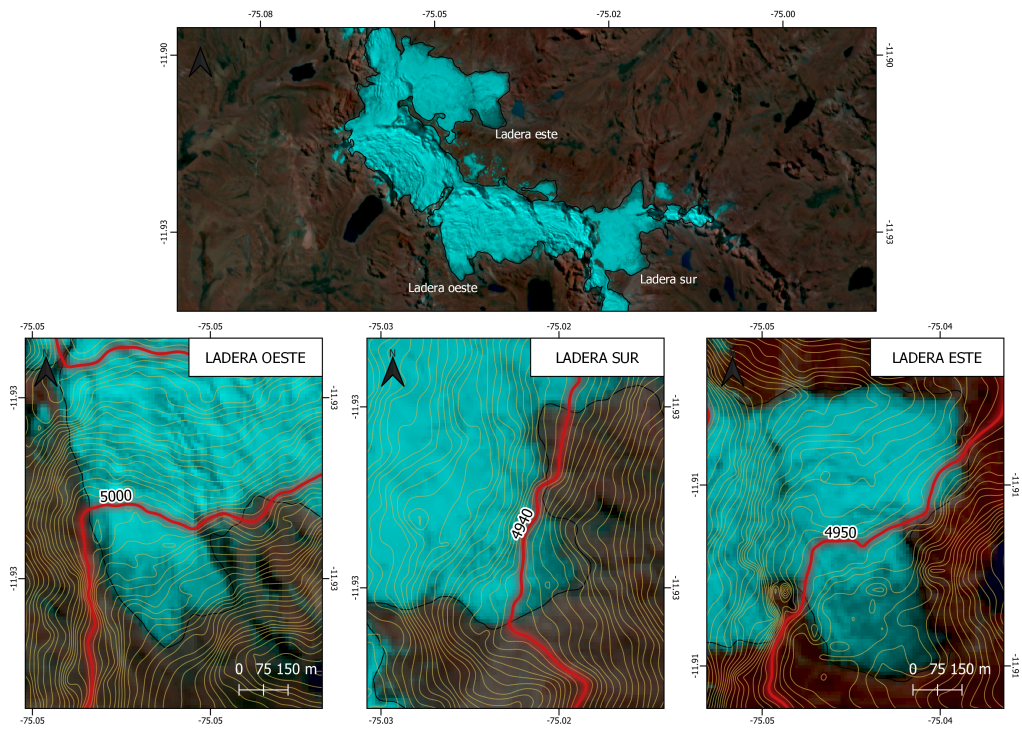 -75.08 -75.05 -75.02 -75.00
-11.90 -11.90
Ladera este
-11.93 -11.93
Ladera sur
Ladera oeste
-75.05 -75.05 -75.03 -75.02 -75.05 -75.04
LADERA OESTE
LADERA SUR
LADERA ESTE
N
-11.93 -11.93 -11.93 -11.93
-11.91 -11.91
5000
4940
4950
-11.93 -11.93 -11.93 -11.93
-11.91 -11.91
0 75 150 m
0 75 150 m
-75.05 -75.05 -75.03 -75.02 -75.05 -75.04